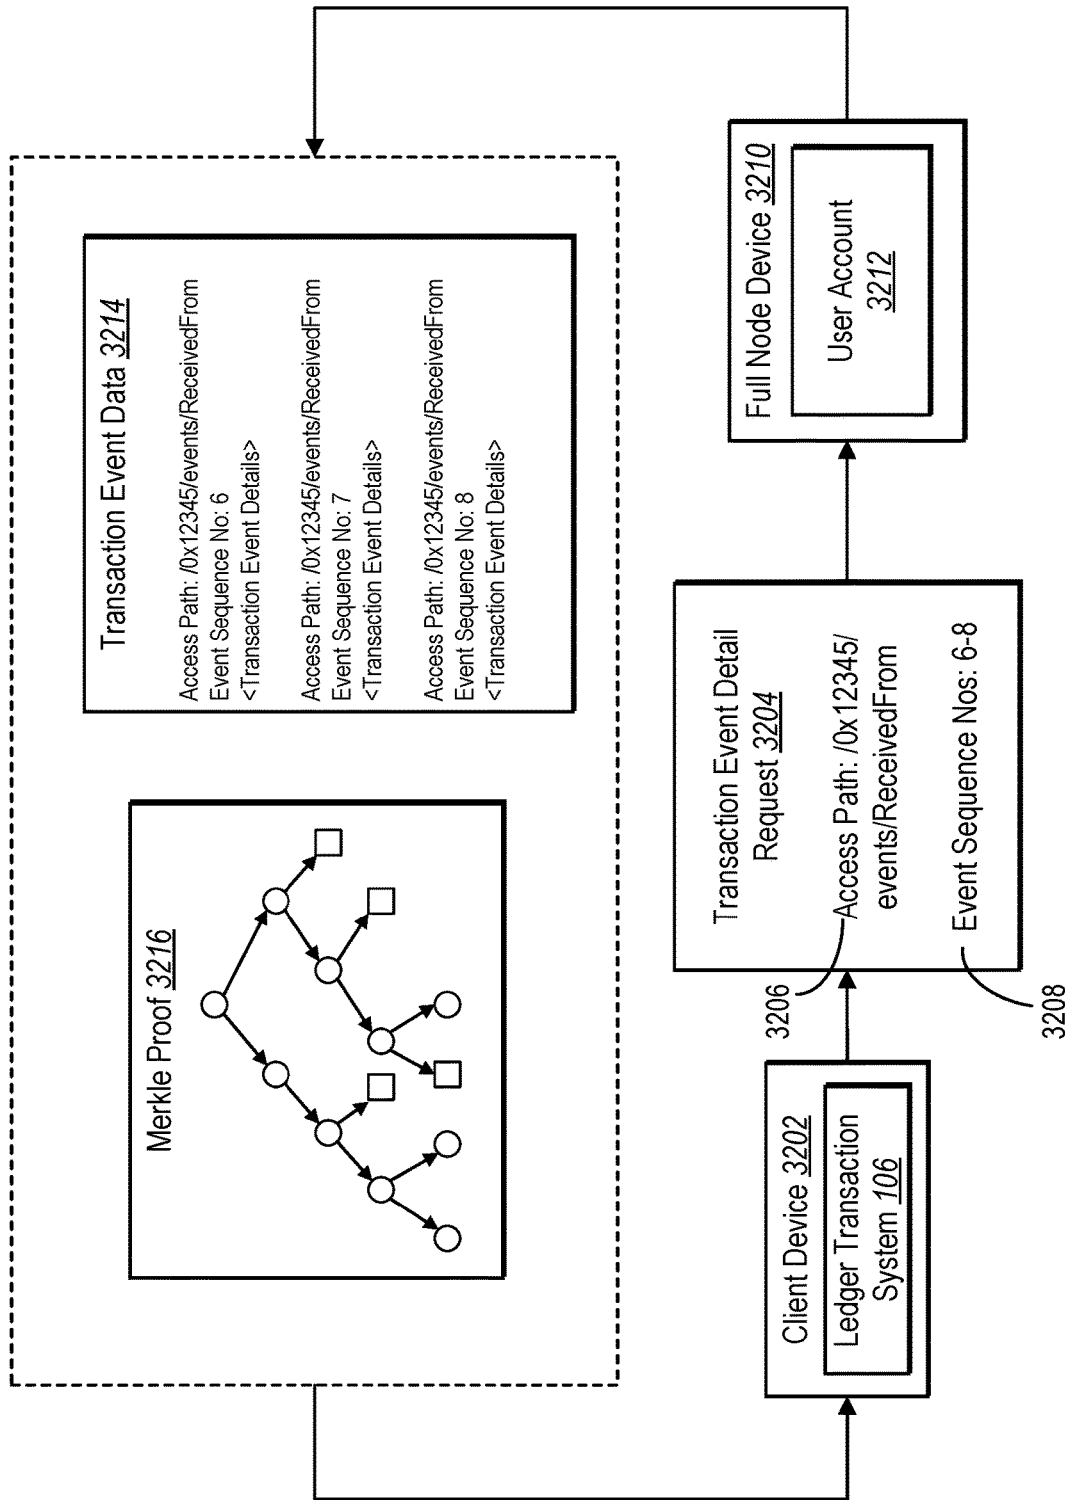 Merkle Proof 3216
Transaction Event Data 3214
Access Path: /0x12345/events/ReceivedFrom
Event Sequence No: 6
<Transaction Event Details>
Access Path: /0x12345/events/ReceivedFrom
Event Sequence No: 7
<Transaction Event Details>
Access Path: /0x12345/events/ReceivedFrom
Event Sequence No: 8
<Transaction Event Details>
Client Device 3202
Ledger Transaction
System 106
3206
3208
Transaction Event Detail
Request 3204
Access Path: /0x12345/
events/ReceivedFrom
Event Sequence Nos: 6-8
Full Node Device 3210
User Account
3212